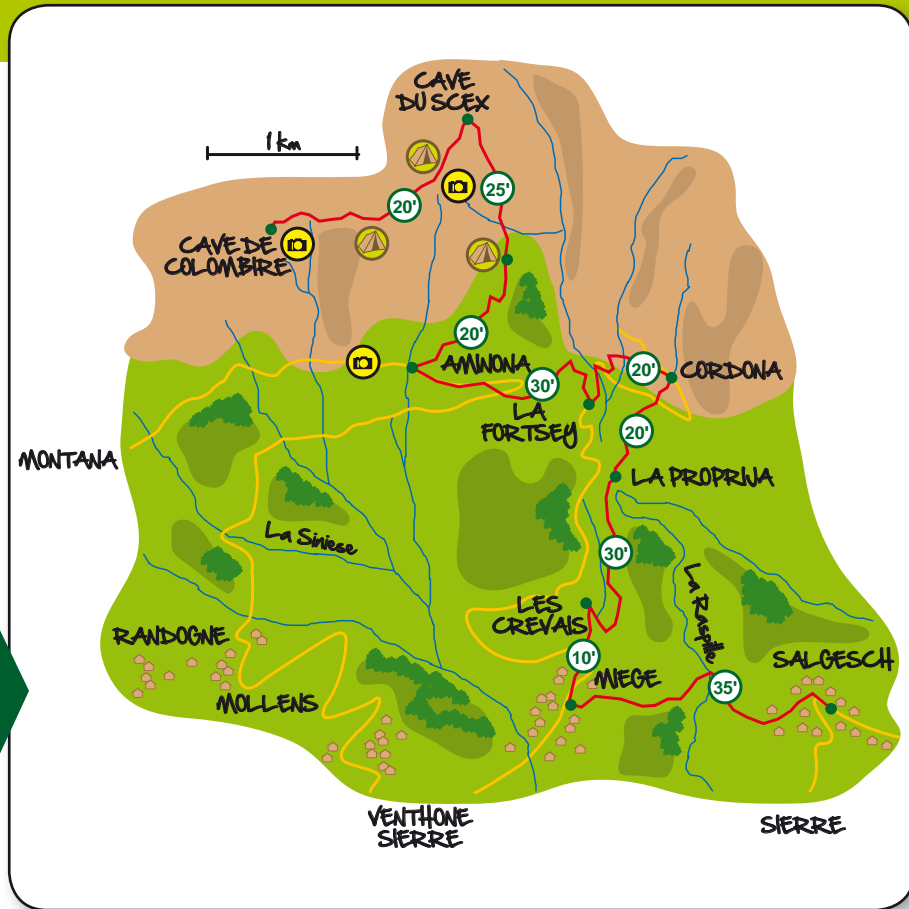 CAVE
DU SCEX
1 km
25'
20'
CAVE DE
COLOMBIRE
20'
AMINONA
20'
CORDONA
30'
LA
FORTSEY
20'
MONTANA
LA PROPRIJA
La Siniese
30'
La Raspille
LES
CREVAIS
RANDOGNE
10'
SALGESCH
MIEGE
35'
MOLLENS
VENTHONE
SIERRE
SIERRE